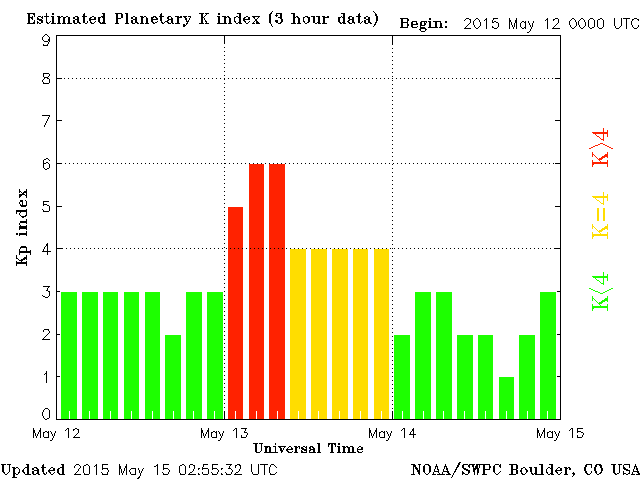 Estimated Planetary K index (3 hour data)
Begin: 2015 May 12 0000 UTC
9
8
7
6
5
4
3
2
1
0
Kp index
K>4
K=4
K<4
May 12
May 13
May 14
May 15
Universal Time
Updated 2015 May 15 02:55:32 UTC
NOAA/SWPC Boulder, CO USA